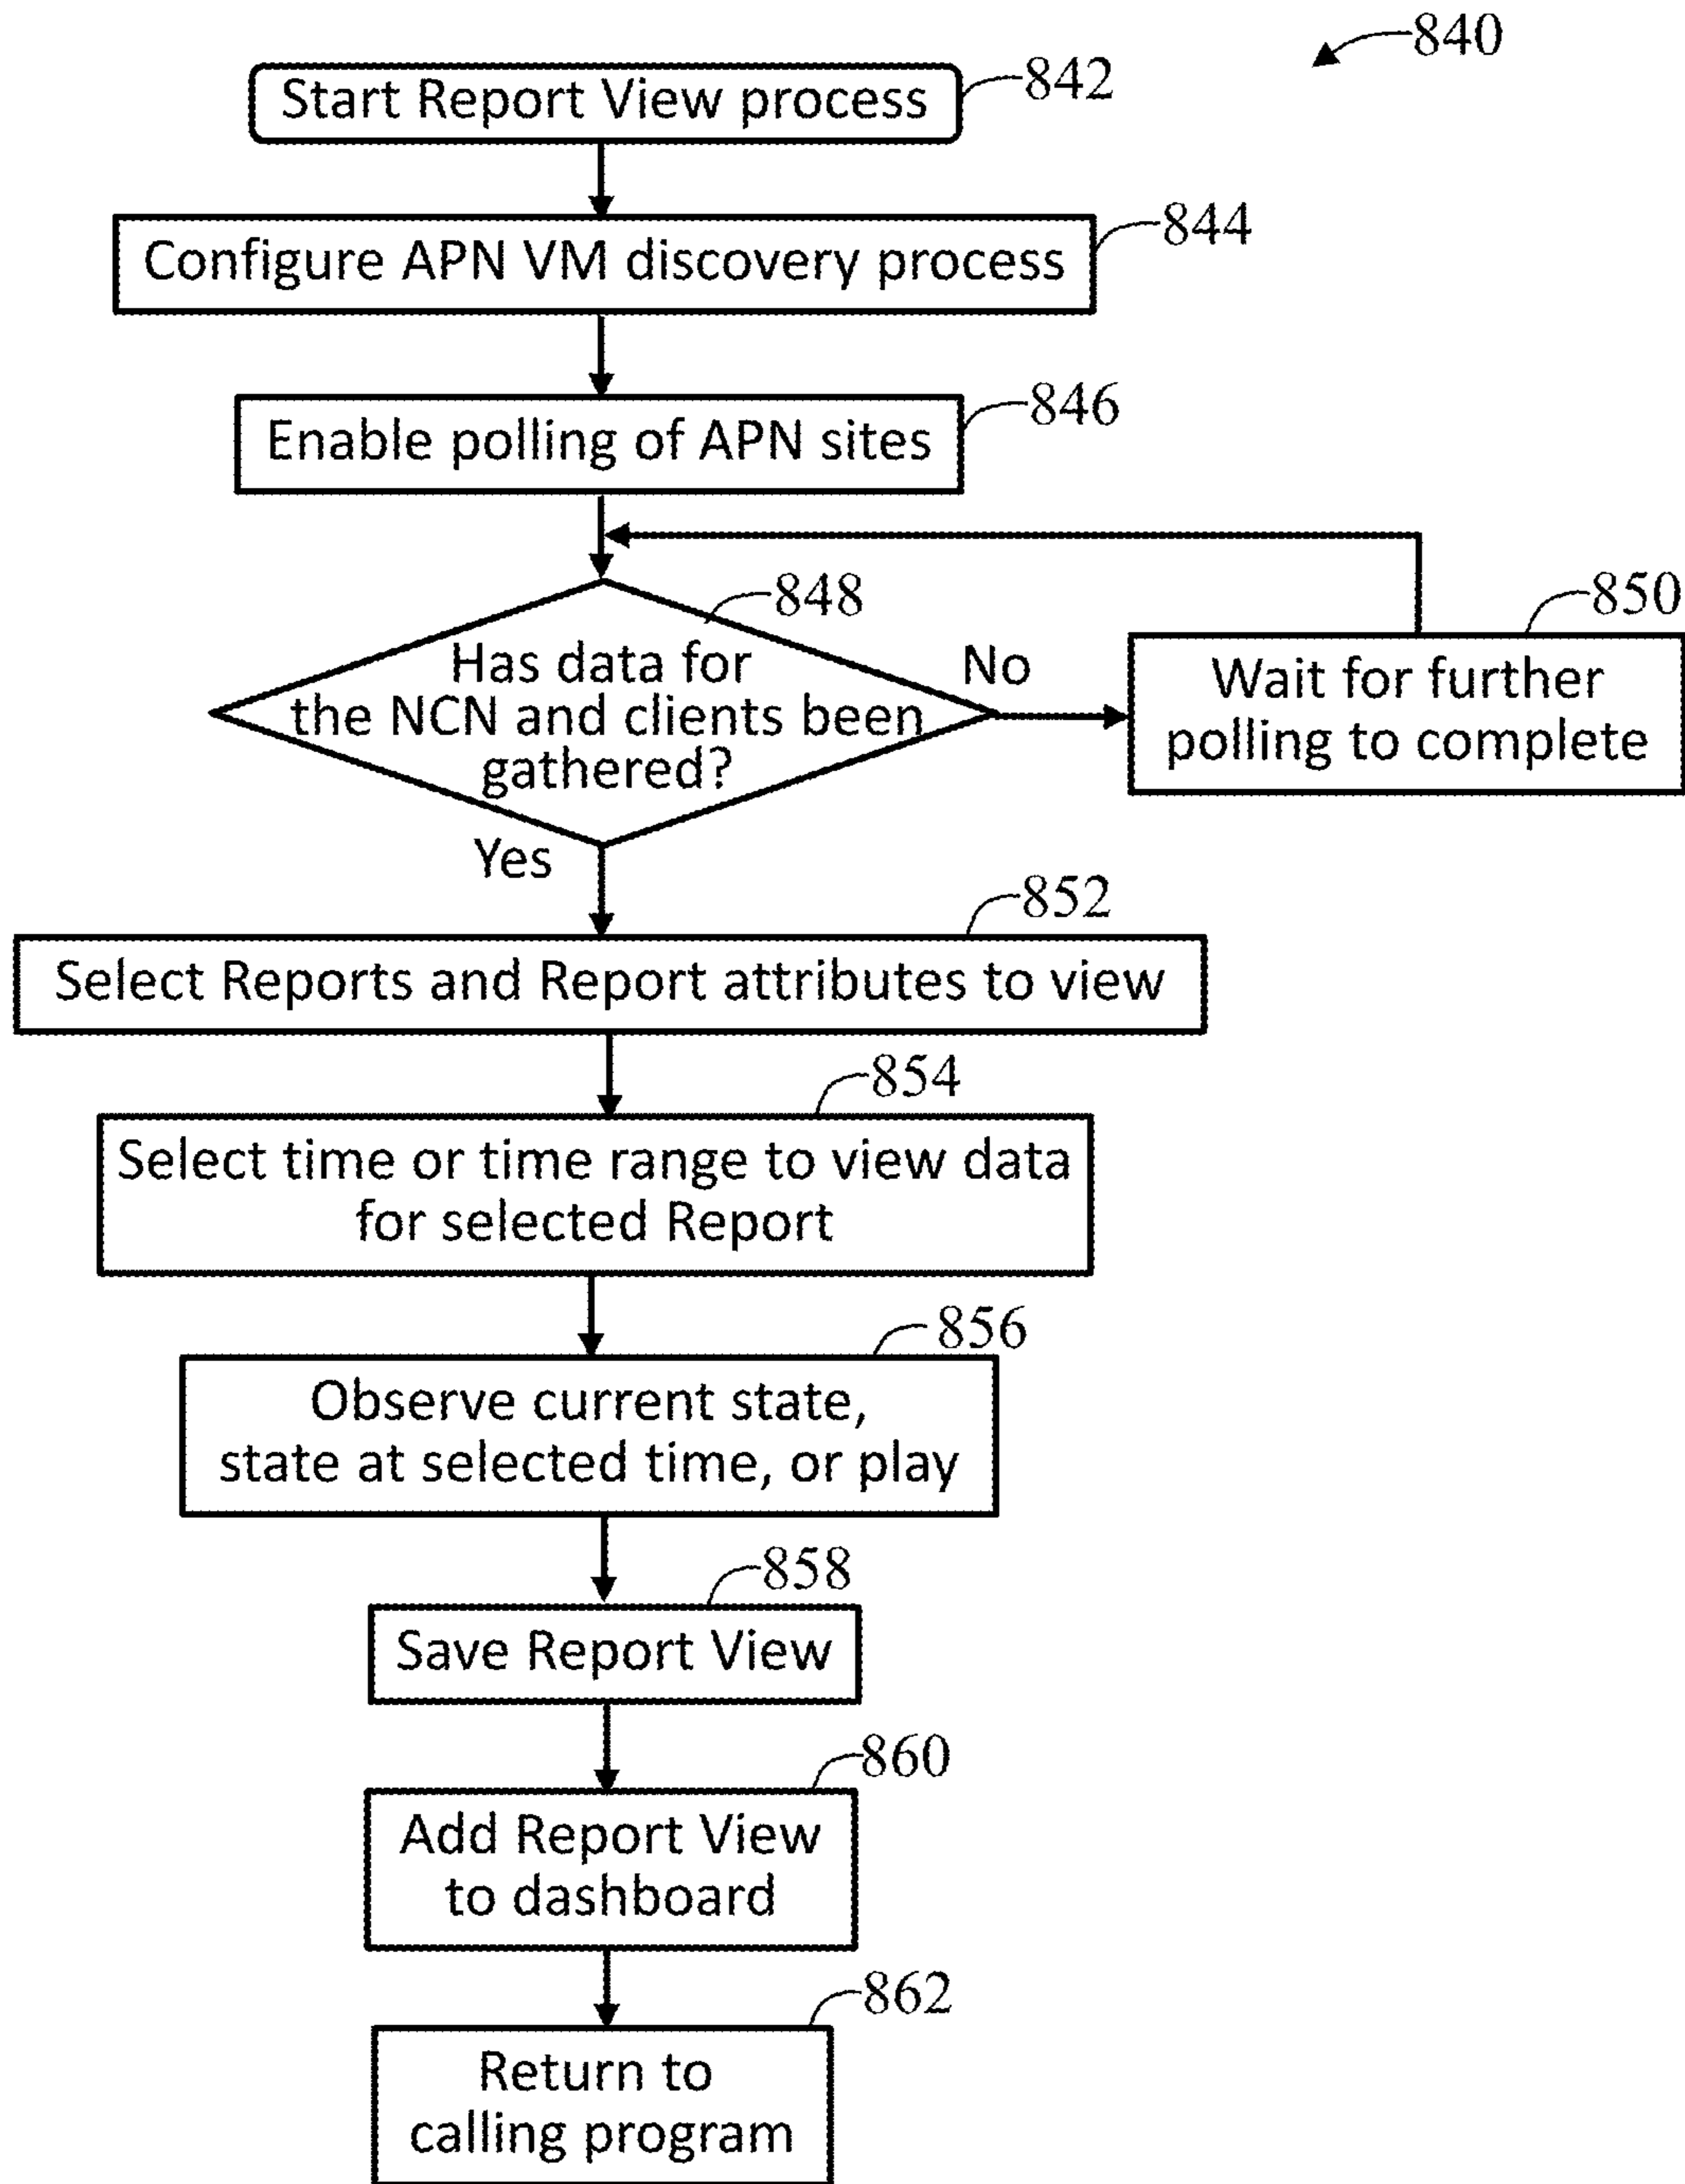 840
Start Report View process
842
Configure APN VM discovery process
844
Enable polling of APN sites
846
848
Has data for
the NCN and clients been
gathered?
No
850
Wait for further
polling to complete
Yes
852
Select Reports and Report attributes to view
854
Select time or time range to view data
for selected Report
856
Observe current state,
state at selected time, or play
858
Save Report View
860
Add Report View
to dashboard
862
Return to
calling program